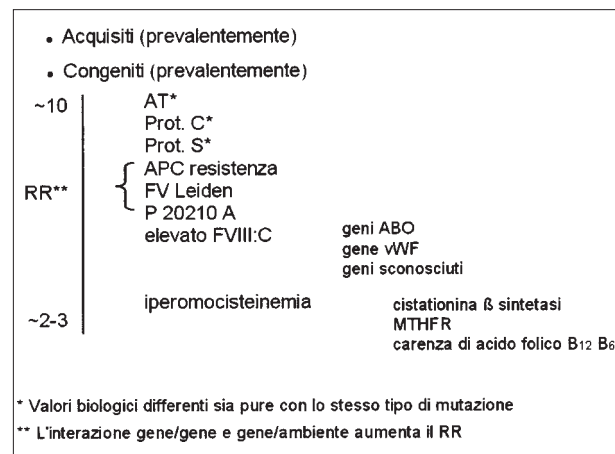 • Acquisiti (prevalentemente)
• Congeniti (prevalentemente)
~10 AT*
Prot. C*
Prot. S*
APC resistenza
RR** FV Leiden
P 20210 A
elevato FVIII:C geni ABO
gene vWF
geni sconosciuti
iperomocisteinemia cistationina ß sintetasi
~2-3 MTHFR
carenza di acido folico B12 B6
* Valori biologici differenti sia pure con lo stesso tipo di mutazione
** L'interazione gene/gene e gene/ambiente aumenta il RR